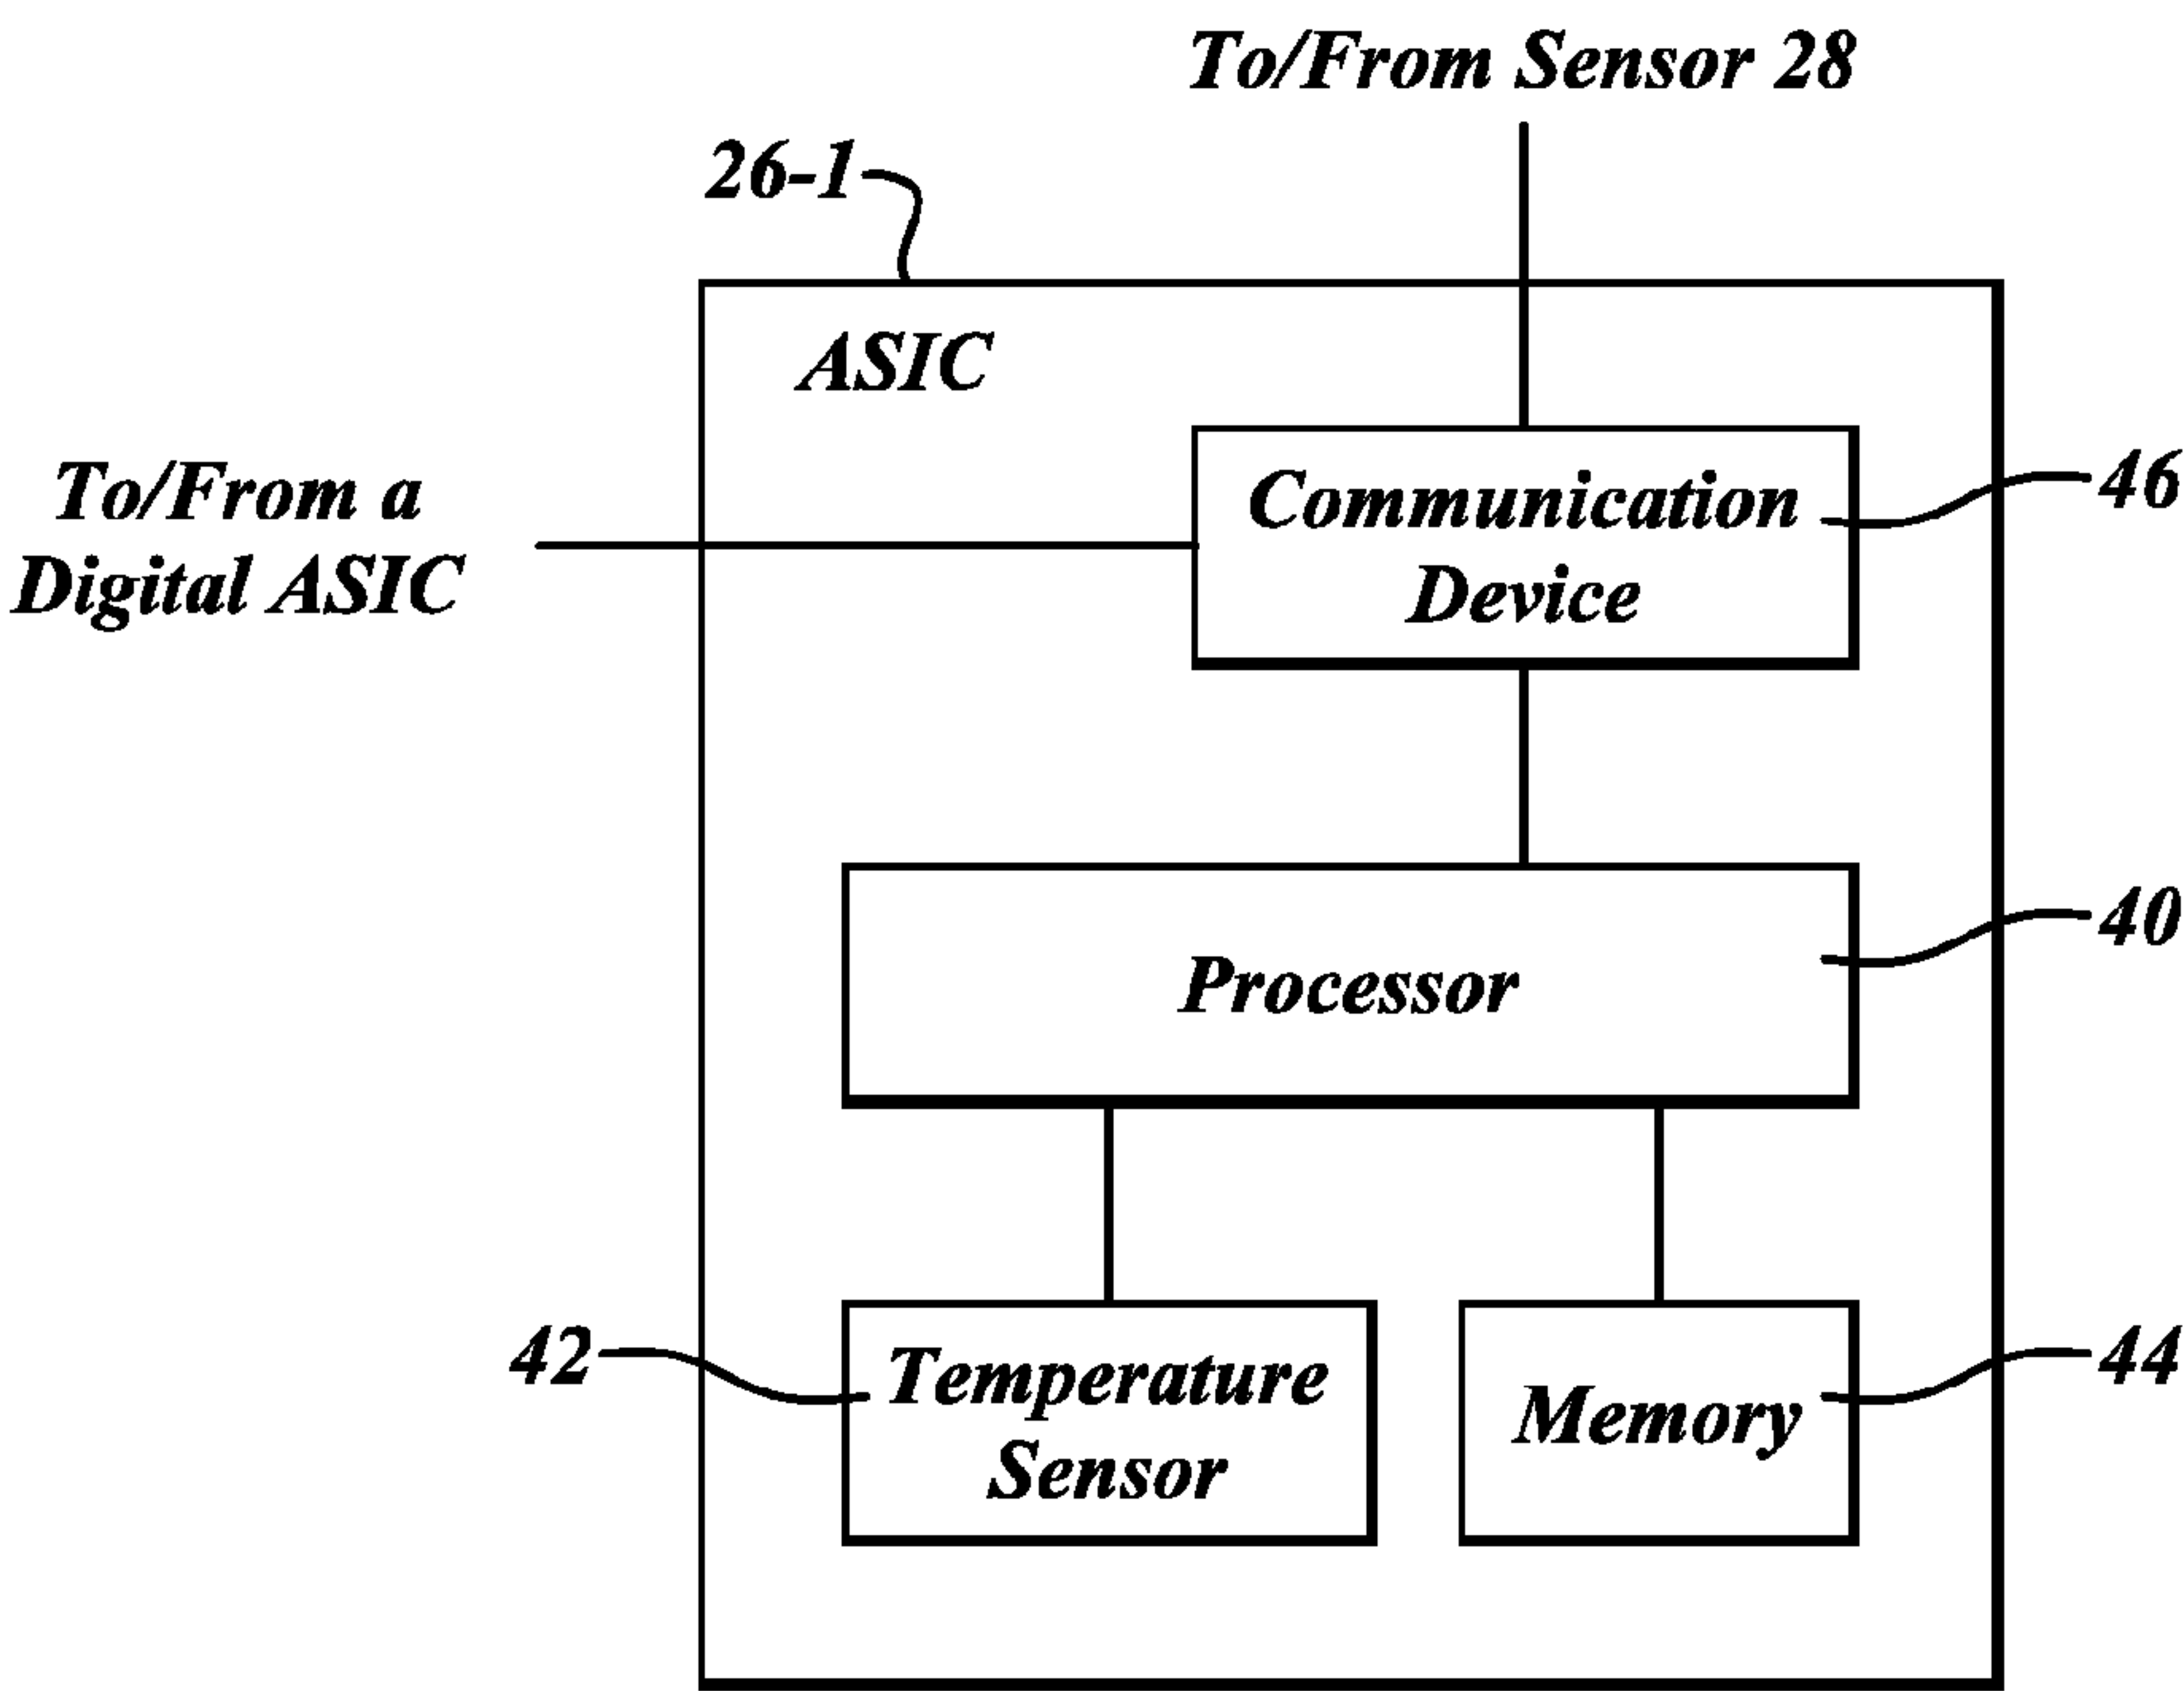 To/From Sensor 28
26-1
ASIC
To/From a
Digital ASIC
Communication
Device
46
Processor
40
42
Temperature
Sensor
Memory
44